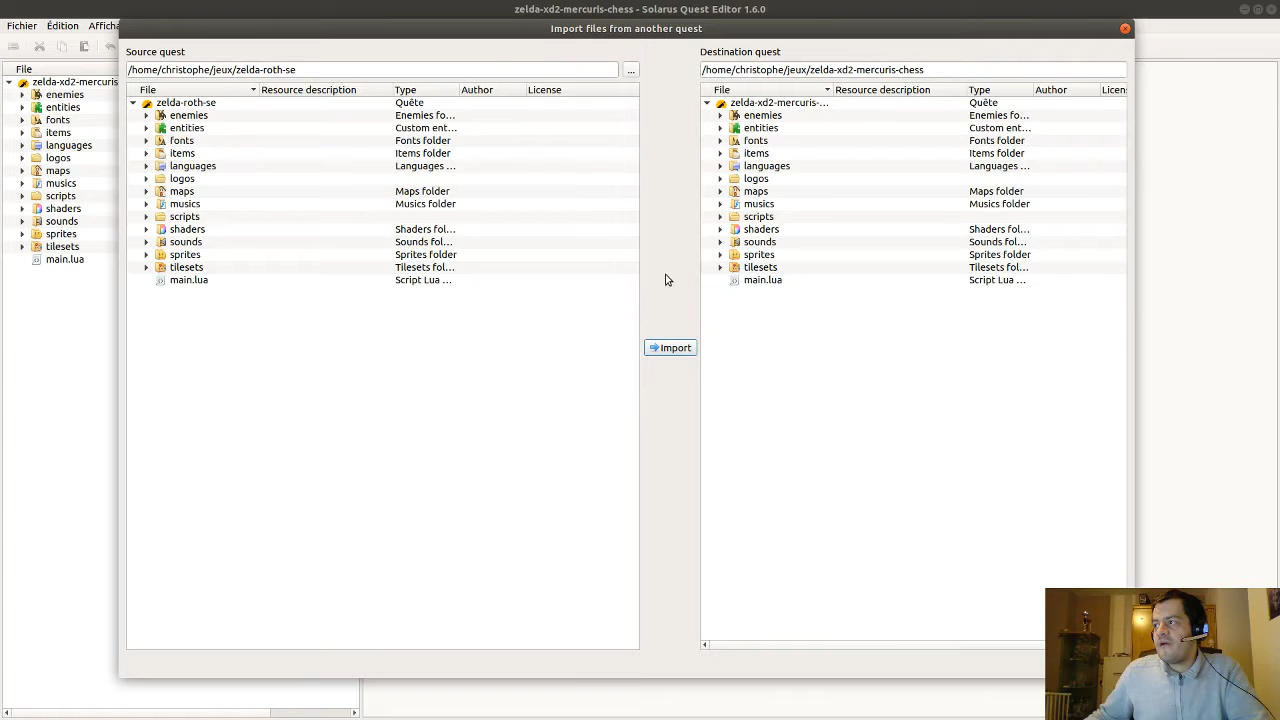 zelda-xd2-mercuris-chess - Solarus Quest Editor 1.6.0
Fichier Édition Afficha
Import files from another quest
File
zelda-xd2-mercuris
enemies
entities
fonts
items
languages
logos
maps
musics
scripts
shaders
sounds
sprites
tilesets
main.lua
Source quest
/home/christophe/jeux/zelda-roth-se ...
File Resource description Type Author License
zelda-roth-se Quête
enemies Enemies fo...
entities Custom ent...
fonts Fonts folder
items Items folder
languages Languages ...
logos
maps Maps folder
musics Musics folder
scripts
shaders Shaders fol...
sounds Sounds fol...
sprites Sprites folder
tilesets Tilesets fol...
main.lua Script Lua ...
Import
Destination quest
/home/christophe/jeux/zelda-xd2-mercuris-chess
File Resource description Type Author Licens
zelda-xd2-mercuris-... Quête
enemies Enemies fo...
entities Custom ent...
fonts Fonts folder
items Items folder
languages Languages ...
logos
maps Maps folder
musics Musics folder
scripts
shaders Shaders fol...
sounds Sounds fol...
sprites Sprites folder
tilesets Tilesets fol...
main.lua Script Lua ...